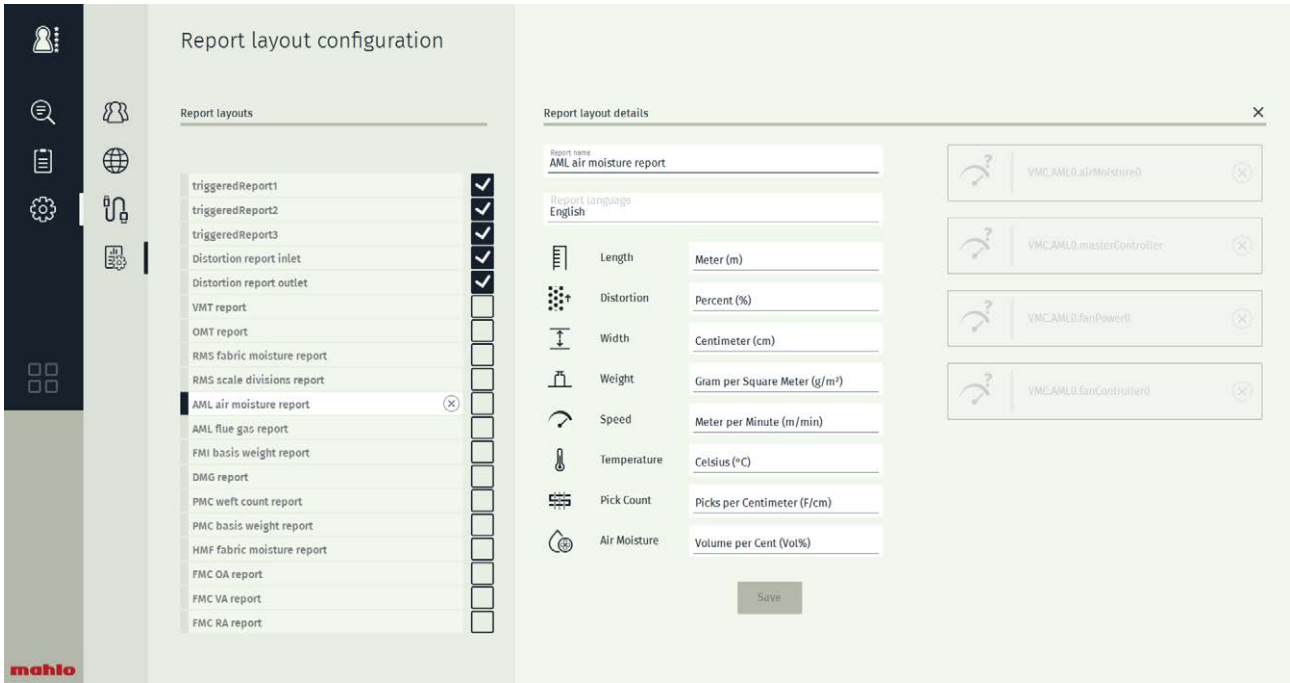 Report layout configuration
Report layouts
triggeredReport1
triggeredReport2
triggeredReport3
Distortion report inlet
Distortion report outlet
VMT report
OMT report
RMS fabric moisture report
RMS scale divisions report
AML air moisture report
AML flue gas report
FMI basis weight report
DMG report
PMC weft count report
PMC basis weight report
HMF fabric moisture report
FMC OA report
FMC VA report
FMC RA report
Report layout details
Report name
AML air moisture report
Report language
English
Length Meter (m)
Distortion Percent (%)
Width Centimeter (cm)
Weight Gram per Square Meter (g/m²)
Speed Meter per Minute (m/min)
Temperature Celsius (°C)
Pick Count Picks per Centimeter (F/cm)
Air Moisture Volume per Cent (Vol%)
Save
VMC.AML0.airMoisture0
VMC.AML0.masterController
VMC.AML0.fanPower0
VMC.AML0.fanController0
mahlo